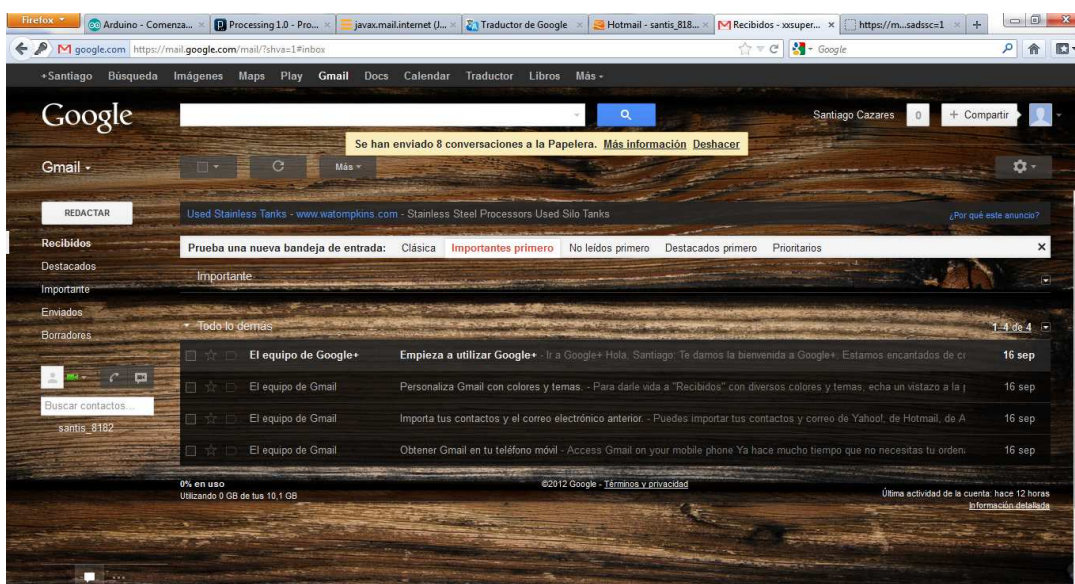 Firefox
Arduino - Comenza...
Processing 1.0 - Pro...
javax.mail.internet (J...
Traductor de Google
Hotmail - santis_818...
Recibidos - xxsuper...
https://m...sadssc=1
google.com https://mail.google.com/mail/?shva=1#inbox
Google
+Santiago Búsqueda Imágenes Maps Play Gmail Docs Calendar Traductor Libros Más
Google
Santiago Cazares 0 + Compartir
Se han enviado 8 conversaciones a la Papelera. Más información Deshacer
Gmail
Más
REDACTAR
Used Stainless Tanks - www.watompkins.com - Stainless Steel Processors Used Silo Tanks
¿Por qué este anuncio?
Recibidos
Prueba una nueva bandeja de entrada: Clásica Importantes primero No leídos primero Destacados primero Prioritarios
Destacados
Importante
Importante
Enviados
Borradores
Todo lo demás
1–4 de 4
El equipo de Google+ Empieza a utilizar Google+ - Ir a Google+ Hola, Santiago: Te damos la bienvenida a Google+. Estamos encantados de 16 sep
El equipo de Gmail Personaliza Gmail con colores y temas. - Para darle vida a "Recibidos" con diversos colores y temas, echa un vistazo a la 16 sep
Buscar contactos...
El equipo de Gmail Importa tus contactos y el correo electrónico anterior. - Puedes importar tus contactos y correo de Yahoo!, de Hotmail, de A 16 sep
santis_8182
El equipo de Gmail Obtener Gmail en tu teléfono móvil - Access Gmail on your mobile phone Ya hace mucho tiempo que no necesitas tu orden 16 sep
0% en uso
Utilizando 0 GB de tus 10,1 GB
©2012 Google - Términos y privacidad
Última actividad de la cuenta: hace 12 horas
Información detallada